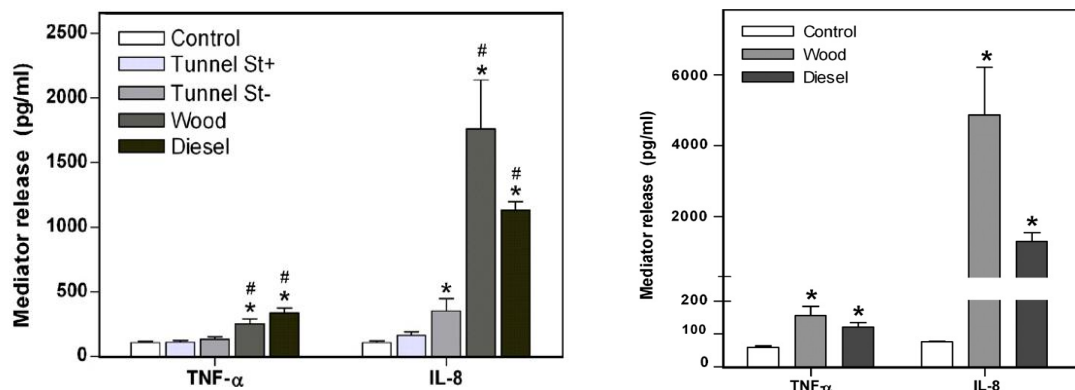 Mediator release (pg/ml)
2500
2000
1500
1000
500
0
Control
Tunnel St+
Tunnel St-
Wood
Diesel
# *
# *
*
# *
# *
TNF-α
IL-8
Mediator release (pg/ml)
6000
4000
2000
200
100
0
Control
Wood
Diesel
*
*
*
*
TNFα
IL-8